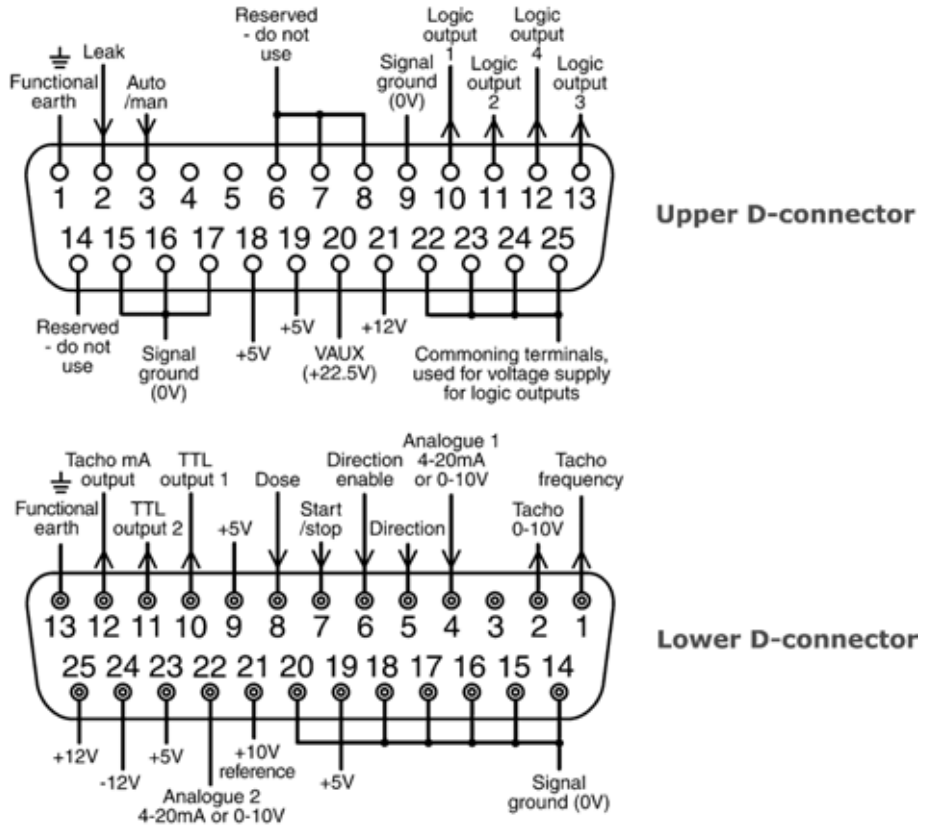 Reserved
- do not
use
Logic
output
1
Logic
output
4
Leak
Functional
earth
Auto
/man
Signal
ground
(0V)
Logic
output
2
Logic
output
3
1 2 3 4 5 6 7 8 9 10 11 12 13
Upper D-connector
14 15 16 17 18 19 20 21 22 23 24 25
Reserved
- do not
use
Signal
ground
(0V)
+5V
+5V
VAUX
(+22.5V)
+12V
Commoning terminals,
used for voltage supply
for logic outputs
Functional
earth
Tacho mA
output
TTL
output 2
TTL
output 1
+5V
Dose
Start
/stop
Direction
enable
Direction
Analogue 1
4-20mA
or 0-10V
Tacho
0-10V
Tacho
frequency
13 12 11 10 9 8 7 6 5 4 3 2 1
Lower D-connector
25 24 23 22 21 20 19 18 17 16 15 14
+12V
-12V
+5V
Analogue 2
4-20mA or 0-10V
+10V
reference
+5V
Signal
ground (0V)